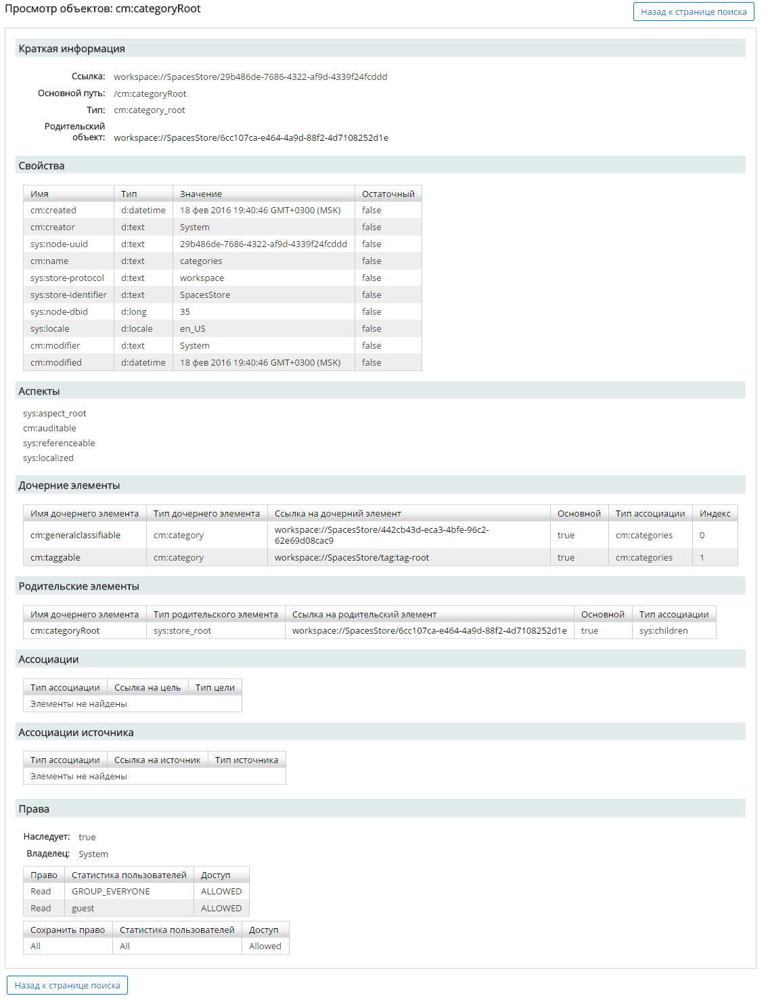 Просмотр объектов: cm:categoryRoot
Назад к странице поиска
Краткая информация
Ссылка: workspace://SpacesStore/29b486de-7686-4322-af9d-4339f24fcddd
Основной путь: /cm:categoryRoot
Тип: cm:category_root
Родительский
объект: workspace://SpacesStore/6cc107ca-e464-4a9d-88f2-4d7108252d1e
Свойства
Имя Тип Значение Остаточный
cm:created d:datetime 18 фев 2016 19:40:46 GMT+0300 (MSK) false
cm:creator d:text System false
sys:node-uuid d:text 29b486de-7686-4322-af9d-4339f24fcddd false
cm:name d:text categories false
sys:store-protocol d:text workspace false
sys:store-identifier d:text SpacesStore false
sys:node-dbid d:long 35 false
sys:locale d:locale en_US false
cm:modifier d:text System false
cm:modified d:datetime 18 фев 2016 19:40:46 GMT+0300 (MSK) false
Аспекты
sys:aspect_root
cm:auditable
sys:referenceable
sys:localized
Дочерние элементы
Имя дочернего элемента Тип дочернего элемента Ссылка на дочерний элемент Основной Тип ассоциации Индекс
cm:generalclassifiable cm:category workspace://SpacesStore/442cb43d-eca3-4bfe-96c2-
62e69d08cac9 true cm:categories 0
cm:taggable cm:category workspace://SpacesStore/tag:tag-root true cm:categories 1
Родительские элементы
Имя дочернего элемента Тип родительского элемента Ссылка на родительский элемент Основной Тип ассоциации
cm:categoryRoot sys:store_root workspace://SpacesStore/6cc107ca-e464-4a9d-88f2-4d7108252d1e true sys:children
Ассоциации
Тип ассоциации Ссылка на цель Тип цели
Элементы не найдены
Ассоциации источника
Тип ассоциации Ссылка на источник Тип источника
Элементы не найдены
Права
Наследует: true
Владелец: System
Право Статистика пользователей Доступ
Read GROUP_EVERYONE ALLOWED
Read guest ALLOWED
Сохранить право Статистика пользователей Доступ
All All Allowed
Назад к странице поиска